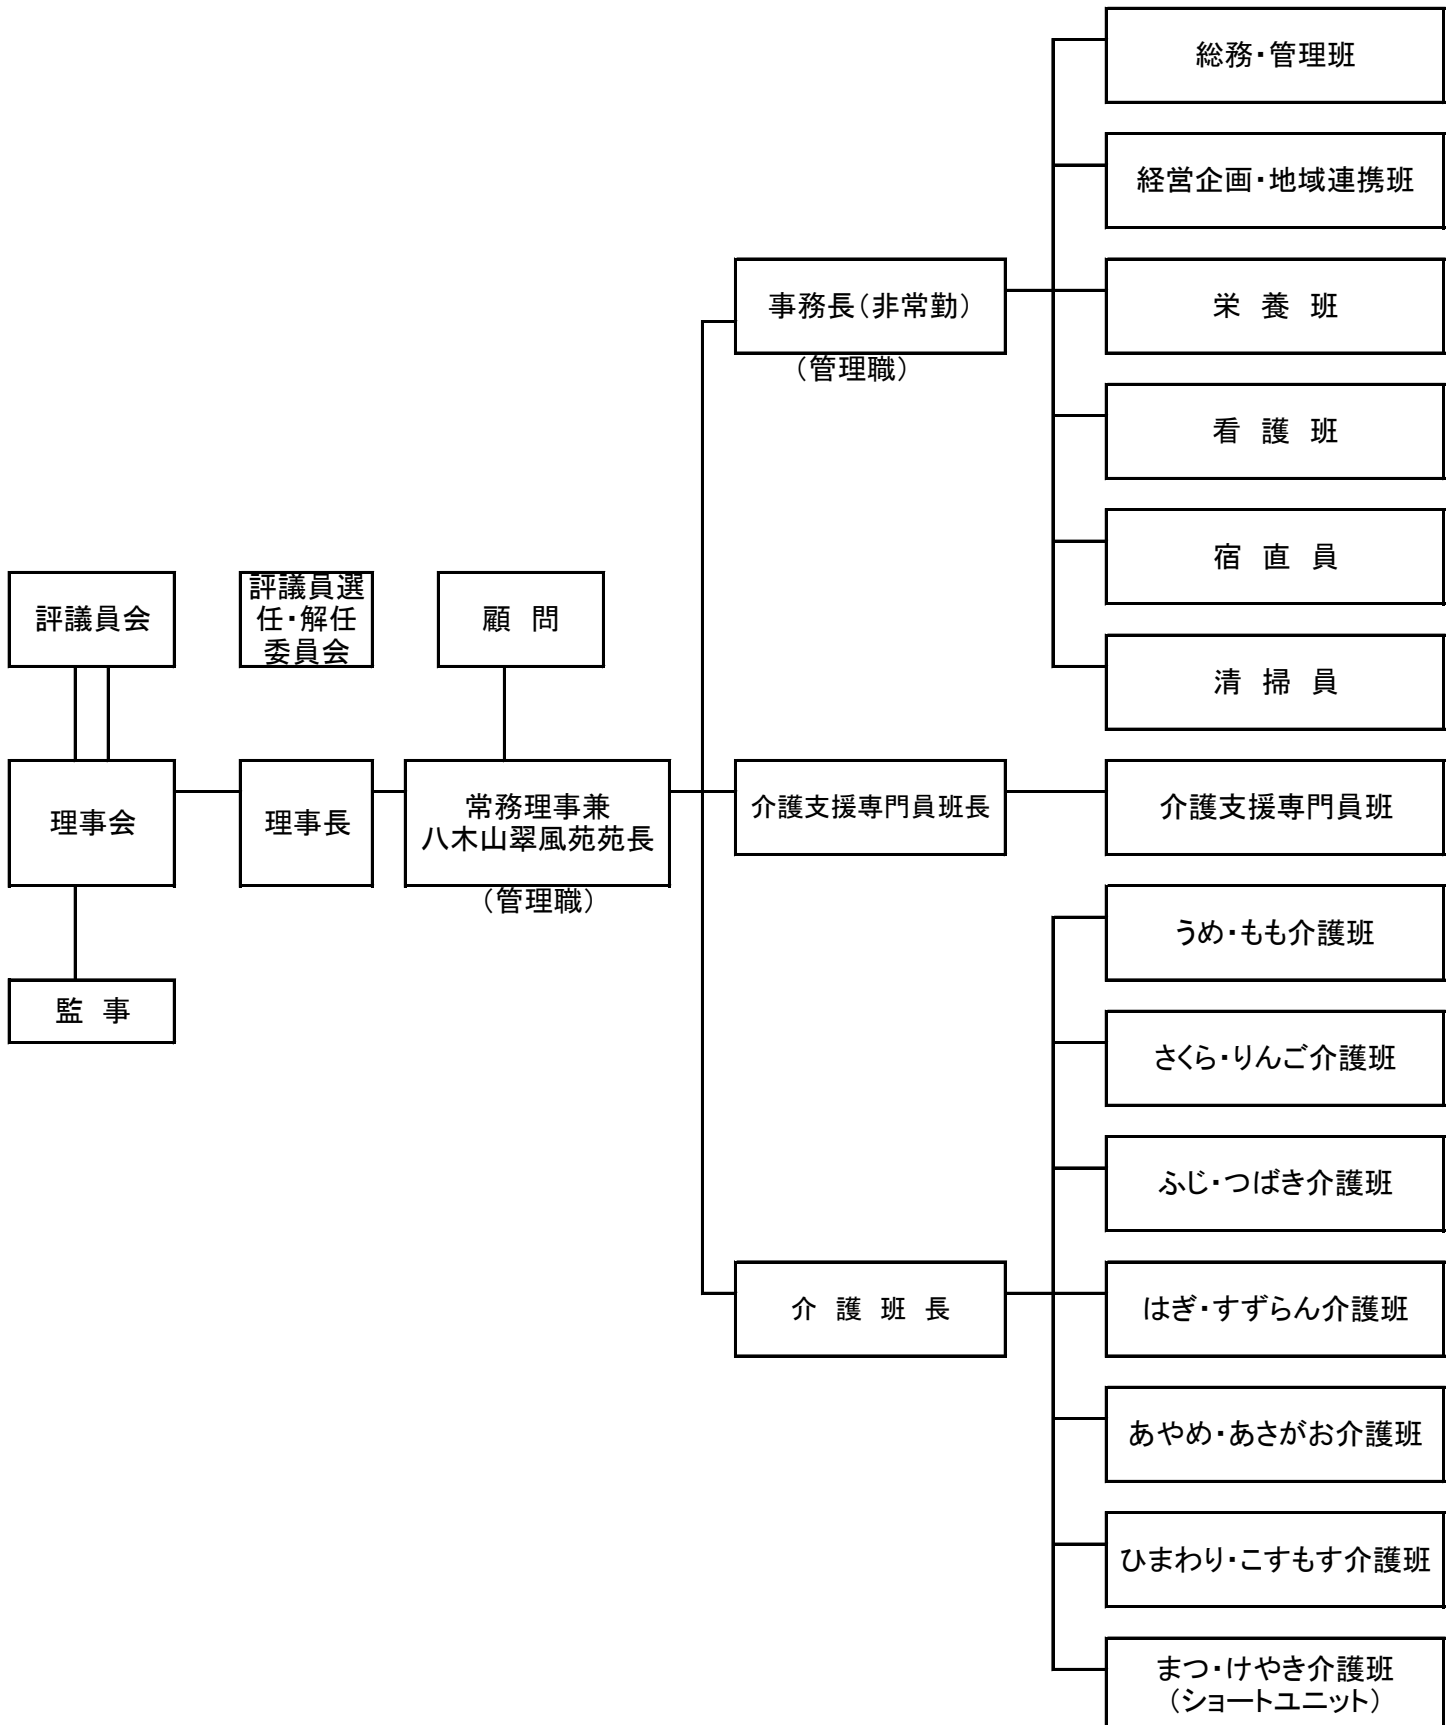 総務・管理班
経営企画・地域連携班
事務長（非常勤）
（管理職）
栄　養　班
看　護　班
宿　直　員
清　掃　員
評議員会
評議員選
任・解任
委員会
顧　問
理事会
理事長
常務理事兼
八木山翠風苑苑長
（管理職）
監　事
介護支援専門員班長
介護支援専門員班
うめ・もも介護班
さくら・りんご介護班
ふじ・つばき介護班
介　護　班　長
はぎ・すずらん介護班
あやめ・あさがお介護班
ひまわり・こすもす介護班
まつ・けやき介護班
（ショートユニット）